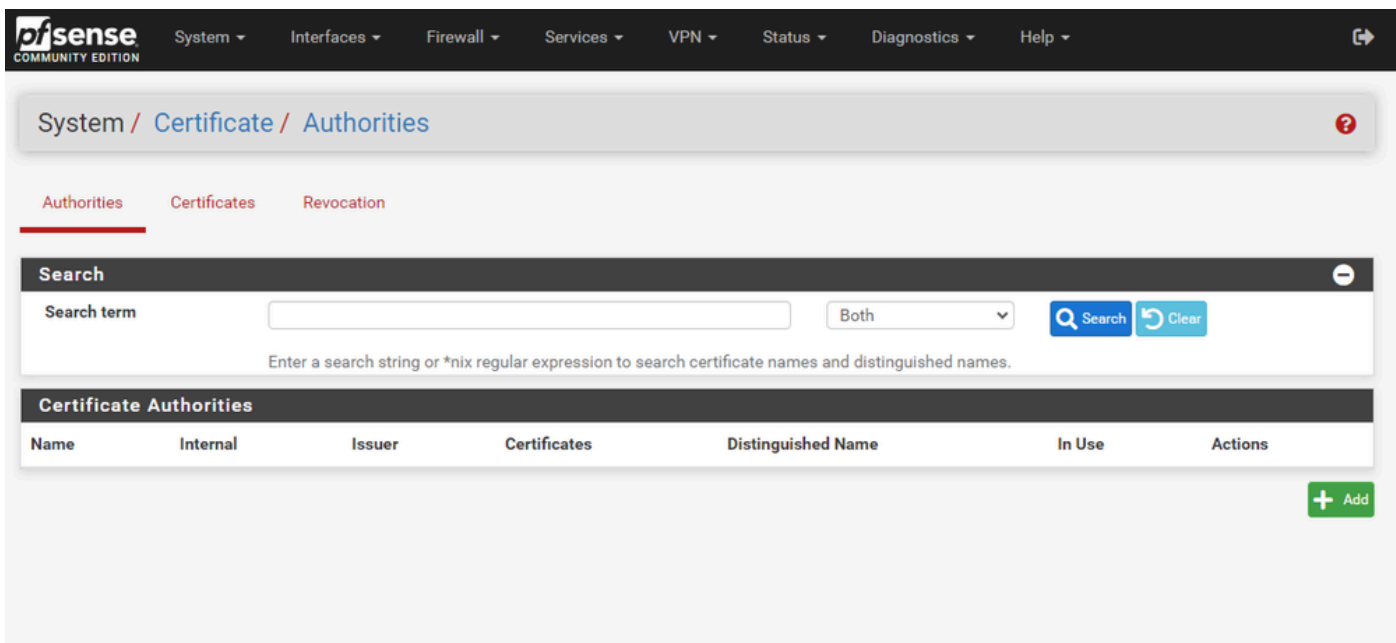 pfsense
COMMUNITY EDITION
System Interfaces Firewall Services VPN Status Diagnostics Help
System / Certificate / Authorities
Authorities Certificates Revocation
Search
Search term Both Search Clear
Enter a search string or *nix regular expression to search certificate names and distinguished names.
Certificate Authorities
Name Internal Issuer Certificates Distinguished Name In Use Actions
Add